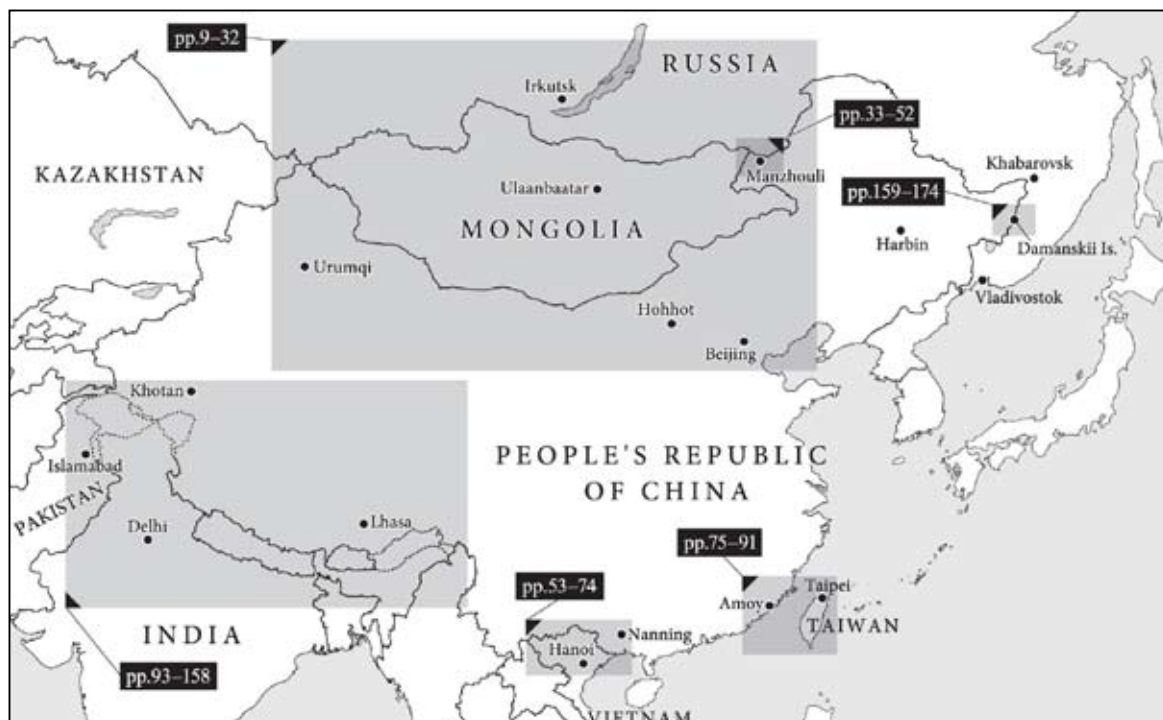 pp.9–32
RUSSIA
Irkutsk
pp.33–52
KAZAKHSTAN
Manzhouli
Khabarovsk
Ulaanbaatar
pp.159–174
MONGOLIA
Harbin
Damanskii Is.
Urumqi
Vladivostok
Hohhot
Beijing
Khotan
Islamabad
PEOPLE'S REPUBLIC
OF CHINA
PAKISTAN
Delhi
Lhasa
pp.75–91
pp.53–74
Amoy
Taipei
TAIWAN
INDIA
Nanning
Hanoi
pp.93–158
VIETNAM